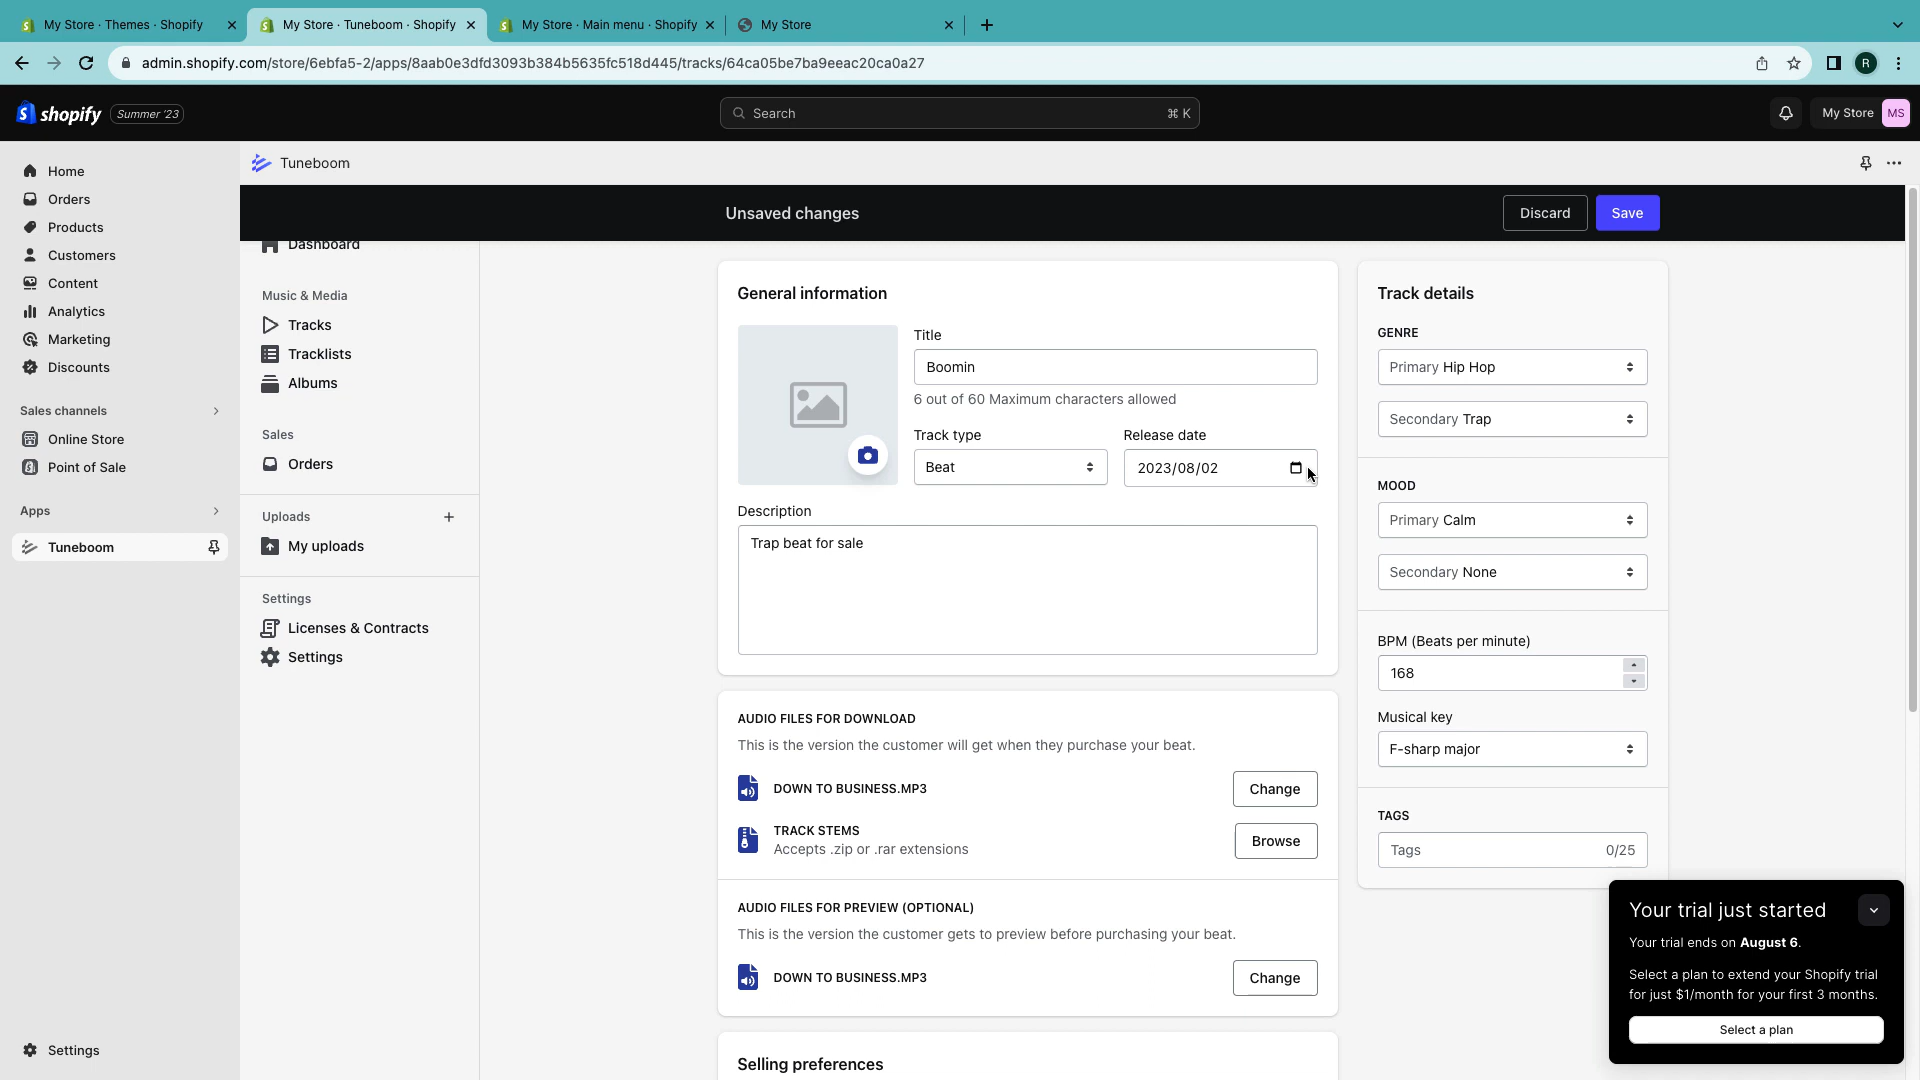 My Store · Themes · Shopify
My Store · Tuneboom · Shopify
My Store · Main menu · Shopify
My Store
admin.shopify.com/store/6ebfa5-2/apps/8aab0e3dfd3093b384b5635fc518d445/tracks/64ca05be7ba9eeac20ca0a27
R
shopify
Summer '23
Search
⌘ K
My Store
MS
Home
Orders
Products
Customers
Content
Analytics
Marketing
Discounts
Sales channels
Online Store
Point of Sale
Apps
Tuneboom
Settings
Tuneboom
Unsaved changes
Discard
Save
Dashboard
Music & Media
Tracks
Tracklists
Albums
Sales
Orders
Uploads
My uploads
Settings
Licenses & Contracts
Settings
General information
Title
Boomin
6 out of 60 Maximum characters allowed
Track type
Release date
Beat
2023/08/02
Description
Trap beat for sale
AUDIO FILES FOR DOWNLOAD
This is the version the customer will get when they purchase your beat.
DOWN TO BUSINESS.MP3
Change
TRACK STEMS
Accepts .zip or .rar extensions
Browse
AUDIO FILES FOR PREVIEW (OPTIONAL)
This is the version the customer gets to preview before purchasing your beat.
DOWN TO BUSINESS.MP3
Change
Selling preferences
Track details
GENRE
Primary Hip Hop
Secondary Trap
MOOD
Primary Calm
Secondary None
BPM (Beats per minute)
168
Musical key
F-sharp major
TAGS
Tags
0/25
Your trial just started
Your trial ends on August 6.
Select a plan to extend your Shopify trial
for just $1/month for your first 3 months.
Select a plan